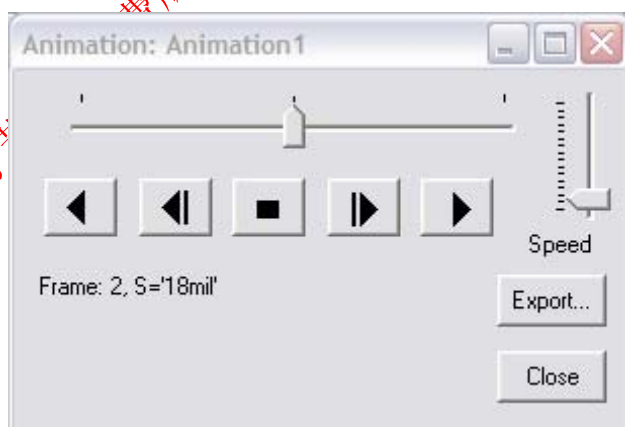 Animation: Animation1
Speed
Frame: 2, S='18mil'
Export...
Close